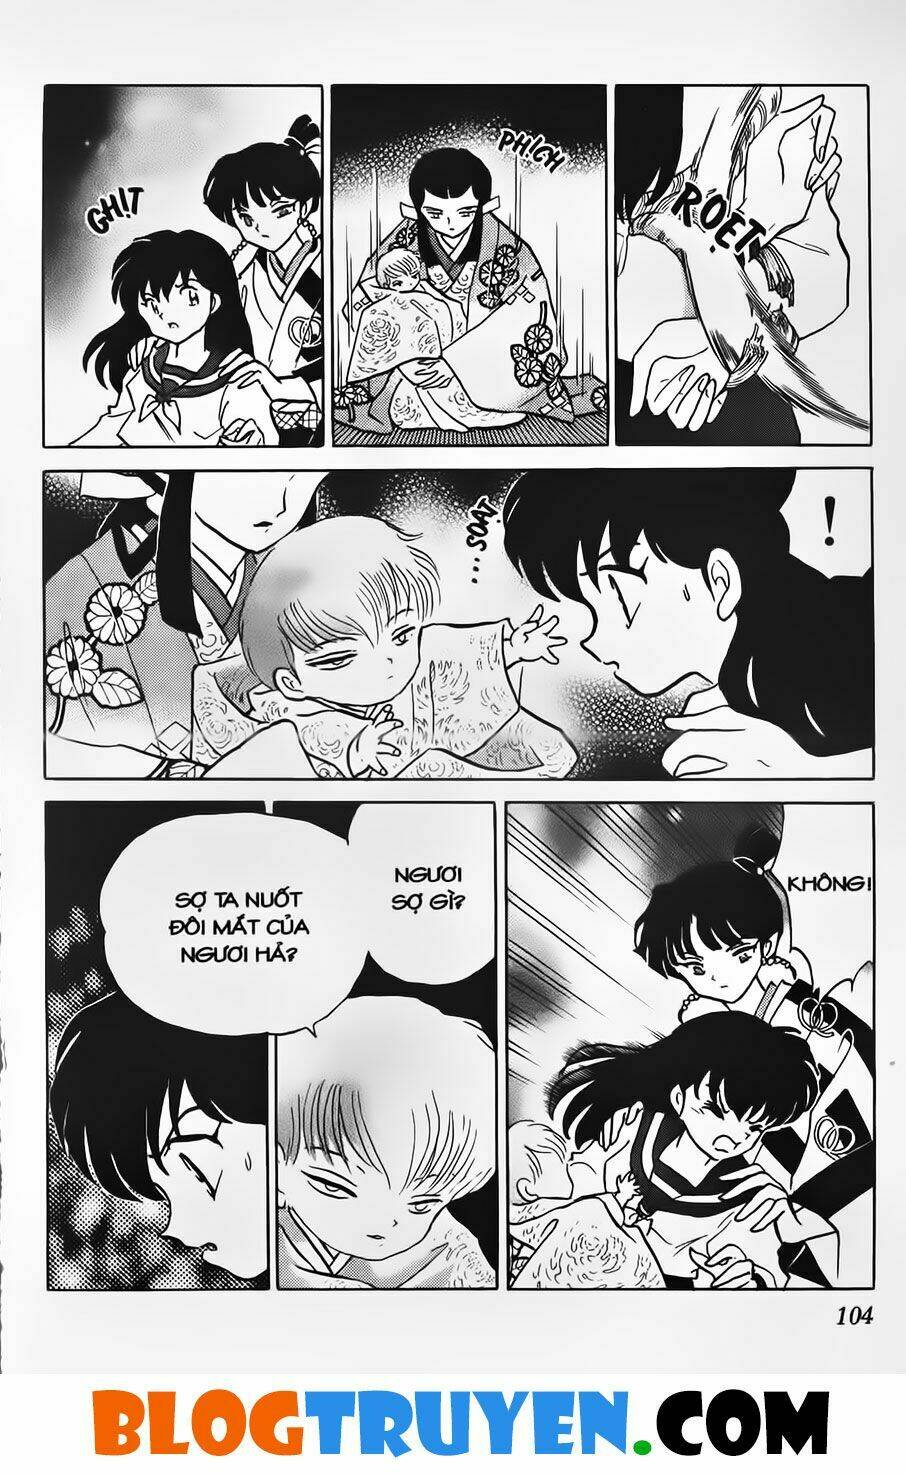 GHỊT
PHỊCH
ROẸT
...SOẠT
!
SỢ TA NUỐT
ĐÔI MẮT CỦA
NGƯƠI HẢ?
NGƯƠI
SỢ GÌ?
KHÔNG!
104
BLOGTRUYEN.COM